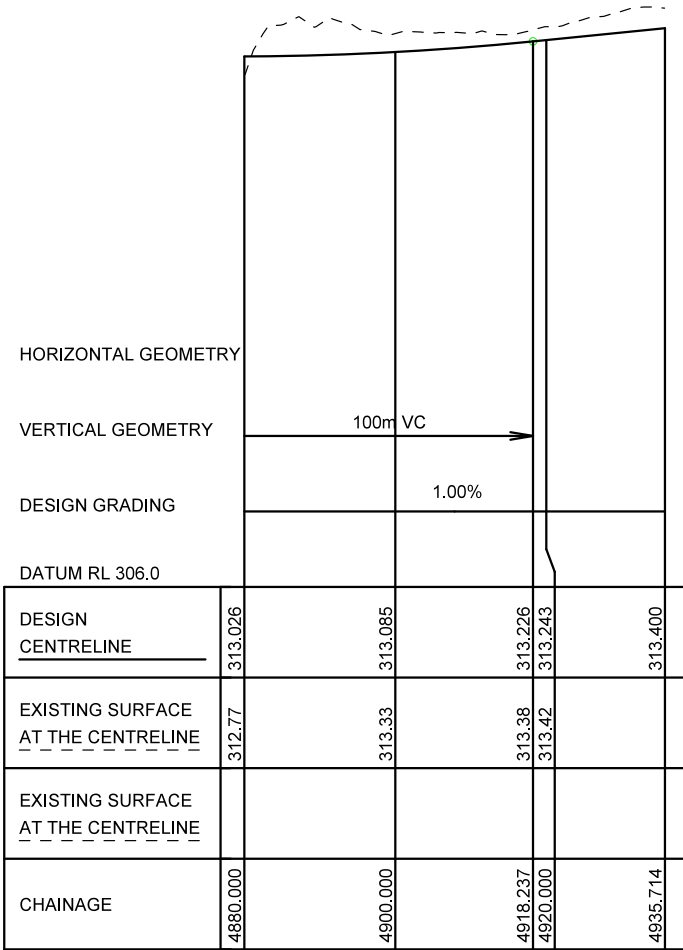 HORIZONTAL GEOMETRY
VERTICAL GEOMETRY
100m VC
DESIGN GRADING
1.00%
DATUM RL 306.0
DESIGN
CENTRELINE
313.026
313.085
313.226
313.243
313.400
EXISTING SURFACE
AT THE CENTRELINE
312.77
313.33
313.38
313.42
EXISTING SURFACE
AT THE CENTRELINE
CHAINAGE
4880.000
4900.000
4918.237
4920.000
4935.714